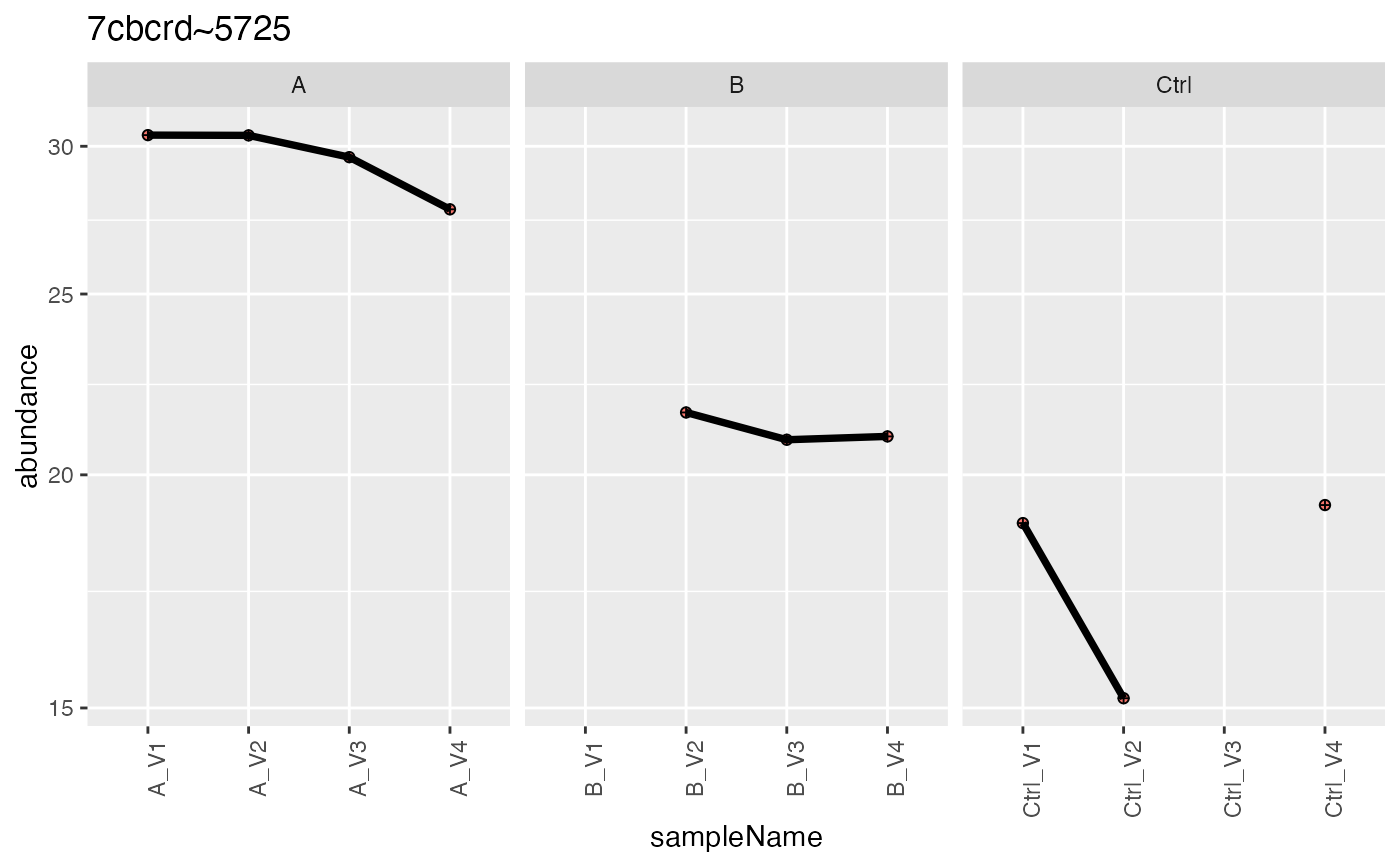 7cbcrd~5725
A
B
Ctrl
30
25
20
15
abundance
A_V1
A_V2
A_V3
A_V4
B_V1
B_V2
B_V3
B_V4
Ctrl_V1
Ctrl_V2
Ctrl_V3
Ctrl_V4
sampleName